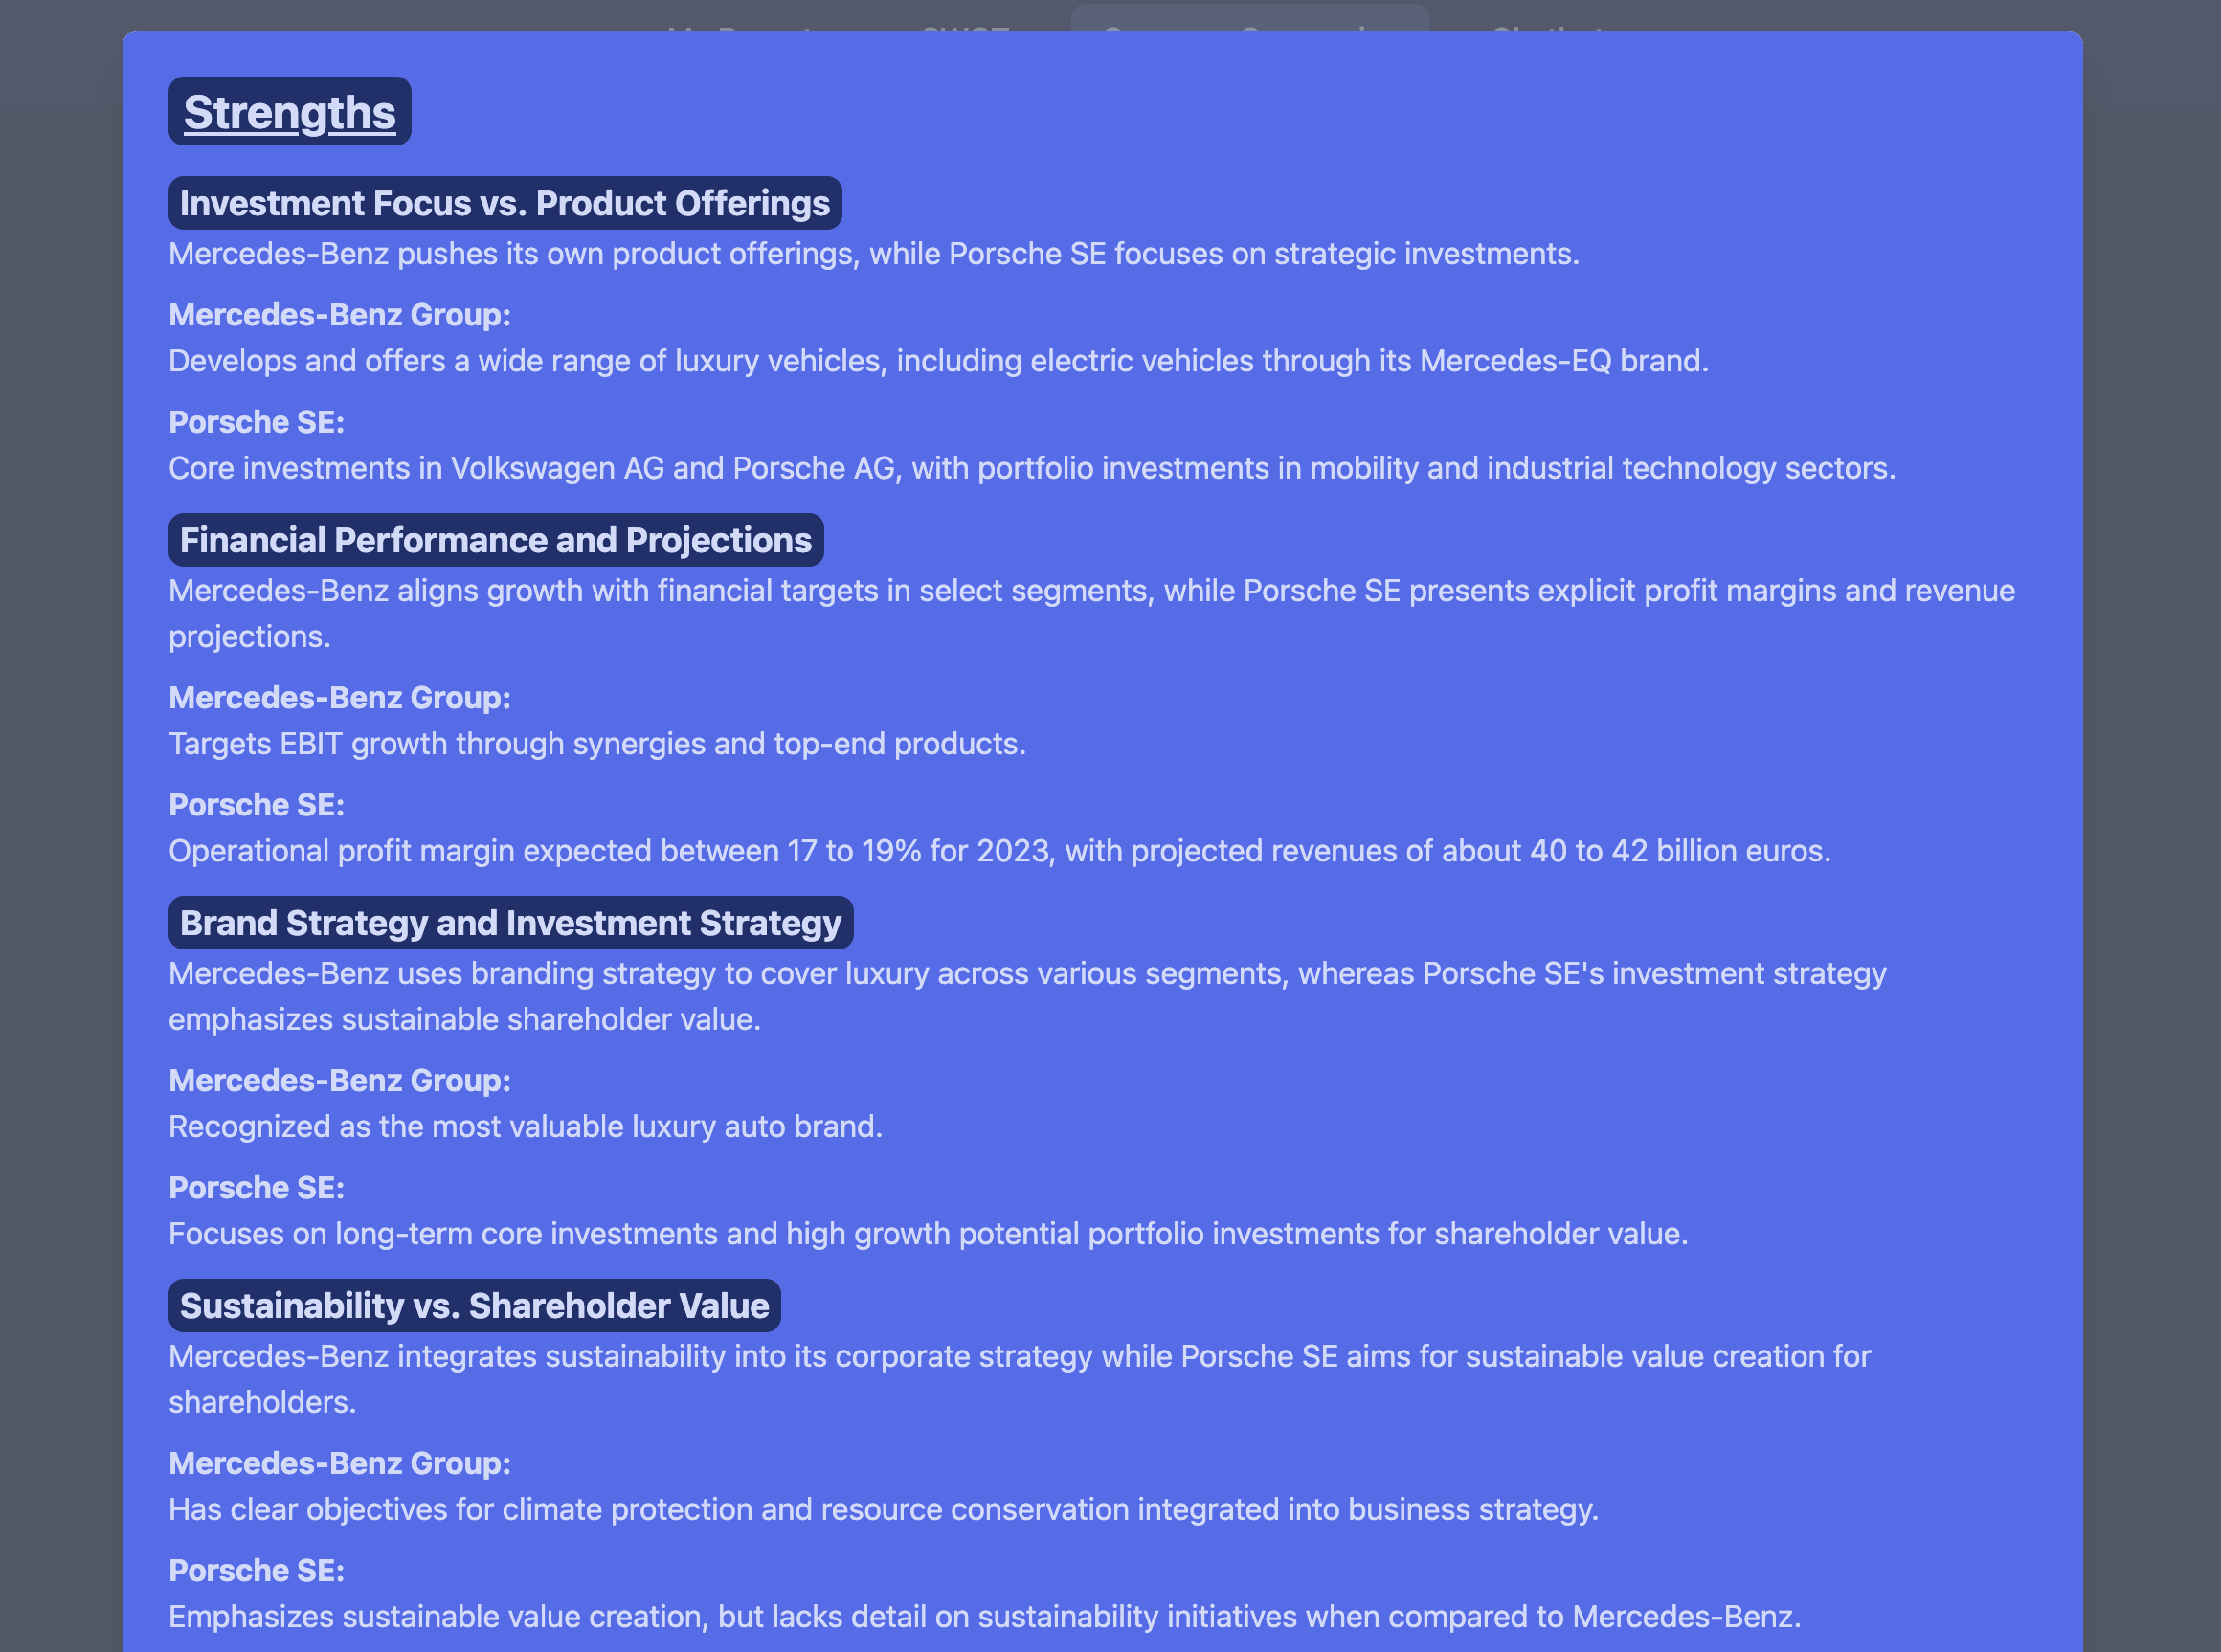 Strengths
Investment Focus vs. Product Offerings
Mercedes-Benz pushes its own product offerings, while Porsche SE focuses on strategic investments.
Mercedes-Benz Group:
Develops and offers a wide range of luxury vehicles, including electric vehicles through its Mercedes-EQ brand.
Porsche SE:
Core investments in Volkswagen AG and Porsche AG, with portfolio investments in mobility and industrial technology sectors.
Financial Performance and Projections
Mercedes-Benz aligns growth with financial targets in select segments, while Porsche SE presents explicit profit margins and revenue
projections.
Mercedes-Benz Group:
Targets EBIT growth through synergies and top-end products.
Porsche SE:
Operational profit margin expected between 17 to 19% for 2023, with projected revenues of about 40 to 42 billion euros.
Brand Strategy and Investment Strategy
Mercedes-Benz uses branding strategy to cover luxury across various segments, whereas Porsche SE's investment strategy
emphasizes sustainable shareholder value.
Mercedes-Benz Group:
Recognized as the most valuable luxury auto brand.
Porsche SE:
Focuses on long-term core investments and high growth potential portfolio investments for shareholder value.
Sustainability vs. Shareholder Value
Mercedes-Benz integrates sustainability into its corporate strategy while Porsche SE aims for sustainable value creation for
shareholders.
Mercedes-Benz Group:
Has clear objectives for climate protection and resource conservation integrated into business strategy.
Porsche SE:
Emphasizes sustainable value creation, but lacks detail on sustainability initiatives when compared to Mercedes-Benz.